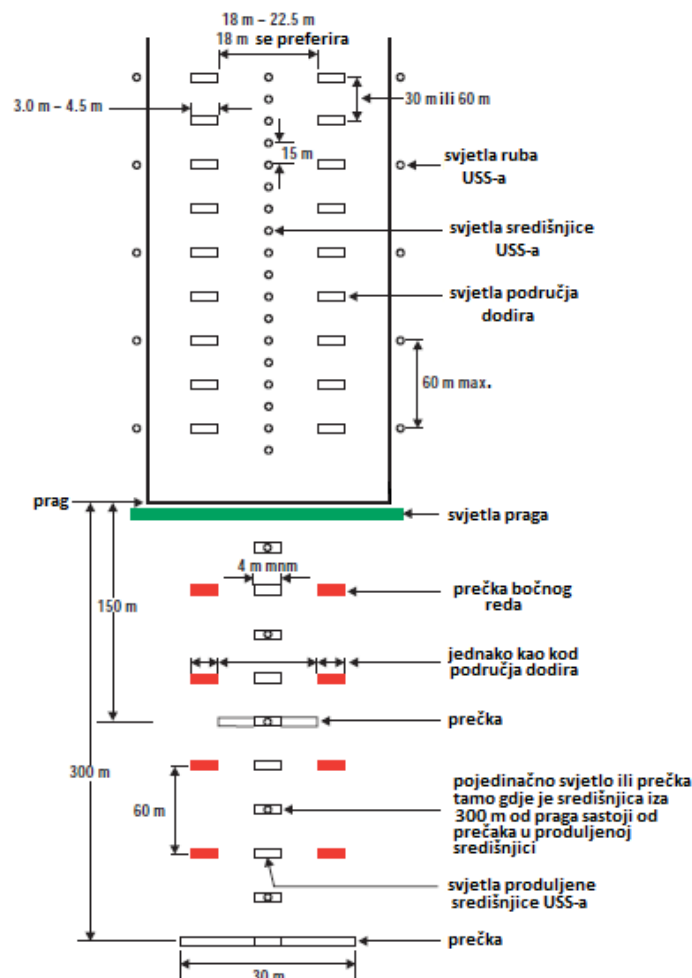 18 m – 22.5 m
18 m se preferira
3.0 m – 4.5 m
30 m ili 60 m
15 m
svjetla ruba
USS-a
svjetla središnjice
USS-a
svjetla područja
dodira
60 m max.
prag
svjetla praga
4 m mnm
prečka bočnog
reda
150 m
jednako kao kod
područja dodira
prečka
300 m
60 m
pojedinačno svjetlo ili prečka
tamo gdje je središnjica iza
300 m od praga sastoji od
prečaka u produljenoj
središnjici
svjetla produljene
središnjice USS-a
prečka
30 m